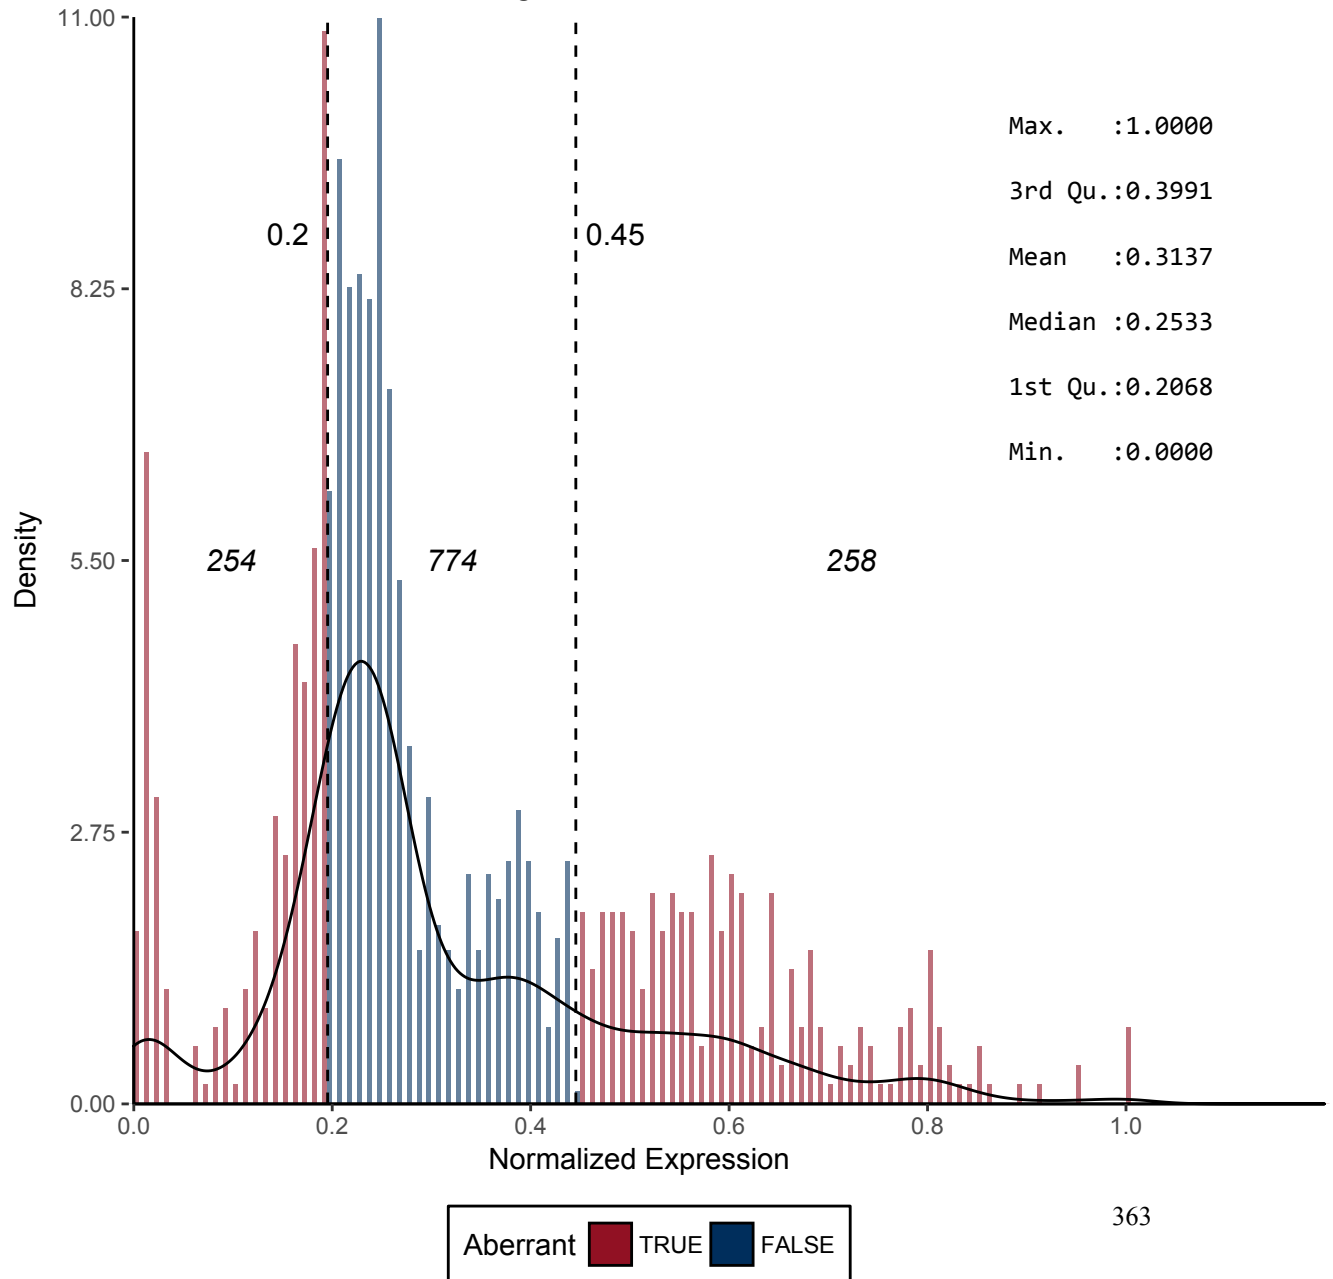 11.00
Max. :1.0000
3rd Qu.:0.3991
0.2
0.45
Mean :0.3137
8.25
Median :0.2533
1st Qu.:0.2068
Min. :0.0000
Density
5.50
254
774
258
2.75
0.00
0.0 0.2 0.4 0.6 0.8 1.0
Normalized Expression
363
Aberrant TRUE FALSE